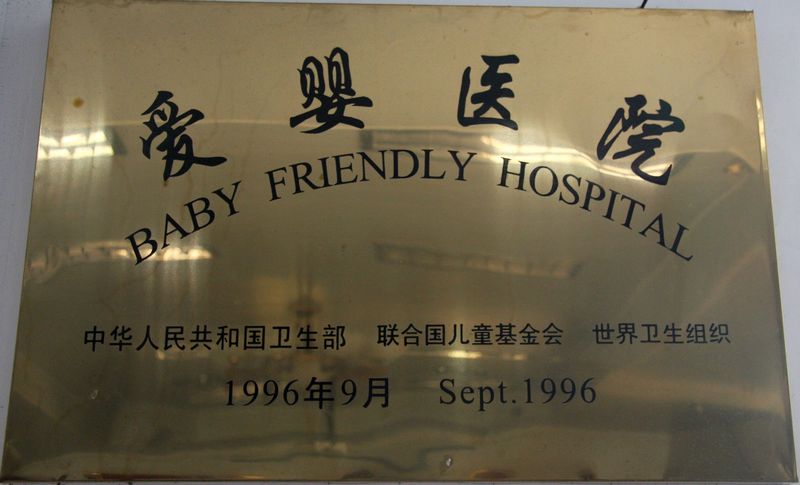 爱婴医院
BABY FRIENDLY HOSPITAL
中华人民共和国卫生部 联合国儿童基金会 世界卫生组织
1996年9月 Sept.1996